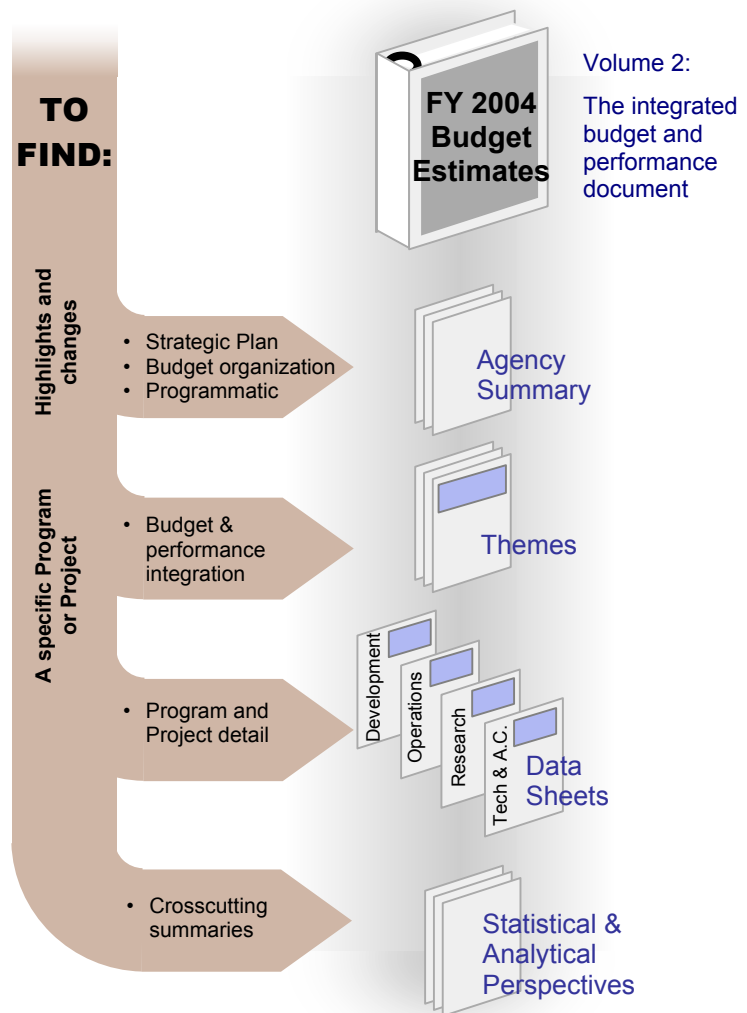 TO
FIND:
FY 2004
Budget
Estimates
Volume 2:
The integrated
budget and
performance
document
Highlights and
changes
• Strategic Plan
• Budget organization
• Programmatic
Agency
Summary
A specific Program
or Project
• Budget &
performance
integration
Themes
• Program and
Project detail
Development
Operations
Research
Tech & A.C.
Data
Sheets
• Crosscutting
summaries
Statistical &
Analytical
Perspectives